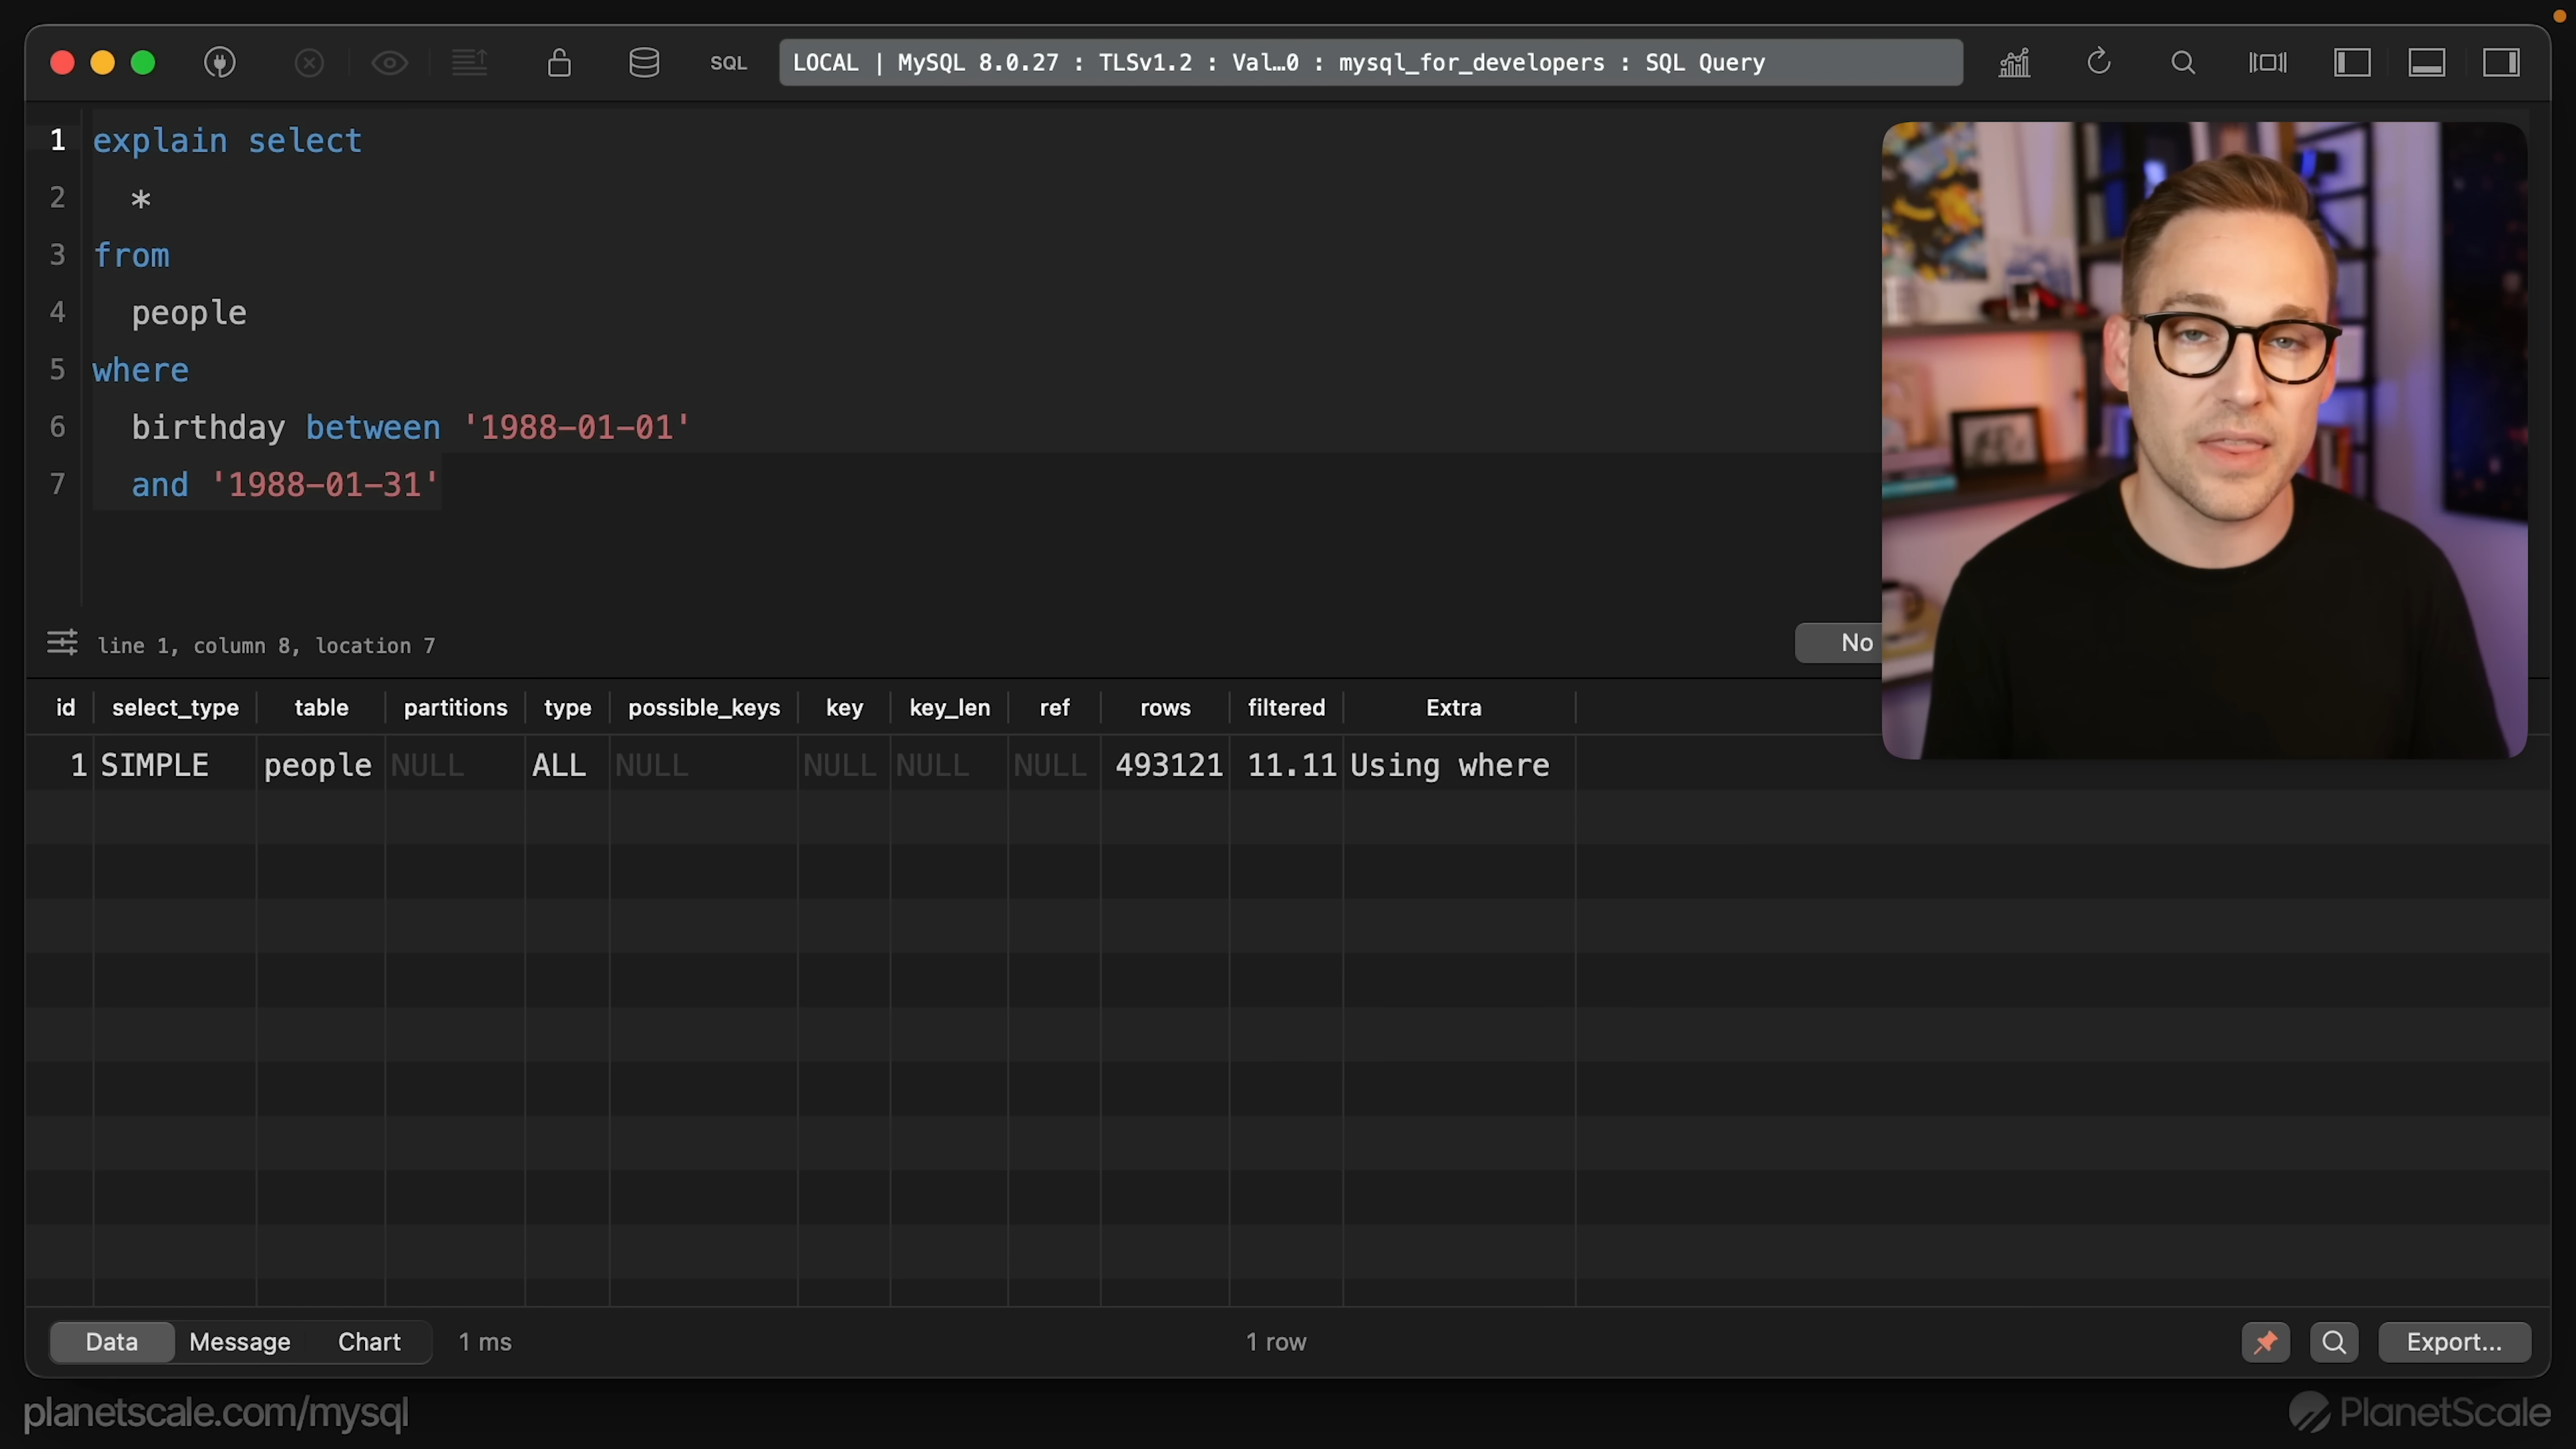 SQL
LOCAL | MySQL 8.0.27 : TLSv1.2 : Val…0 : mysql_for_developers : SQL Query
1 explain select
2 *
3 from
4 people
5 where
6 birthday between '1988-01-01'
7 and '1988-01-31'
line 1, column 8, location 7
No
id select_type table partitions type possible_keys key key_len ref rows filtered Extra
1 SIMPLE people NULL ALL NULL NULL NULL NULL 493121 11.11 Using where
Data Message Chart 1 ms 1 row Export...
planetscale.com/mysql PlanetScale